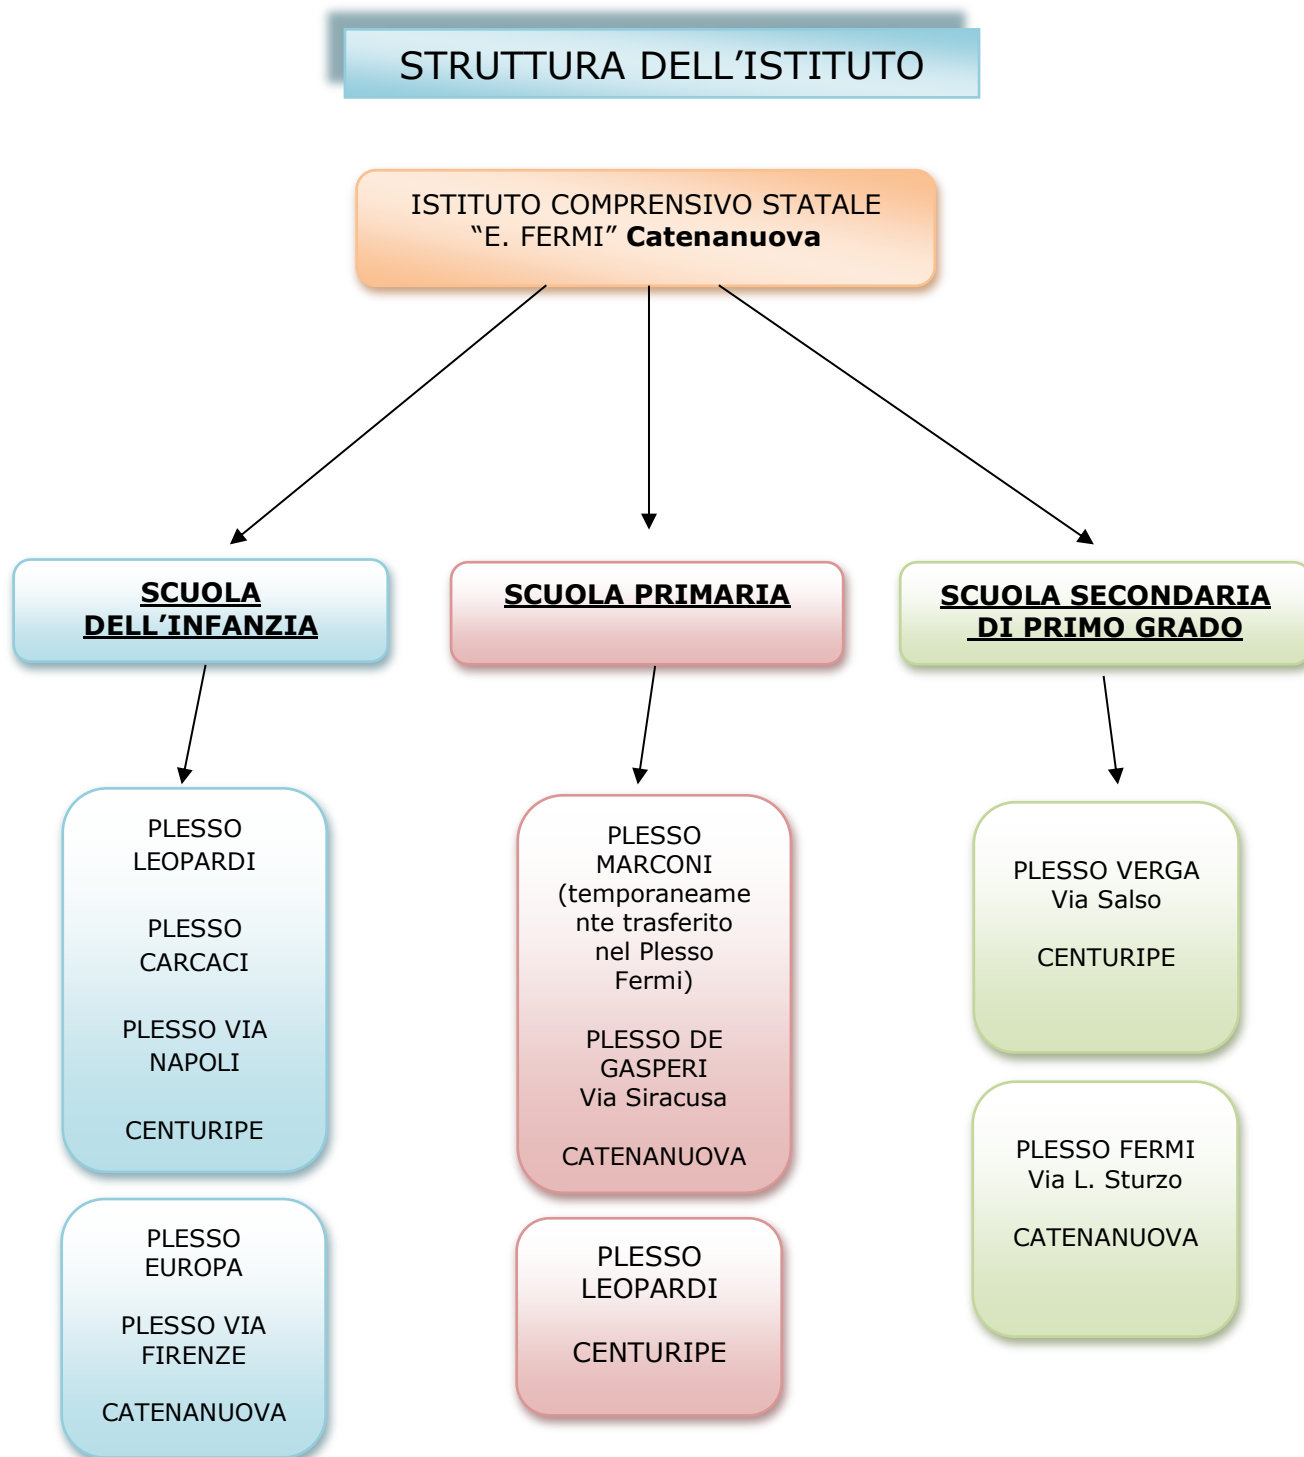 STRUTTURA DELL’ISTITUTO
ISTITUTO COMPRENSIVO STATALE
“E. FERMI” Catenanuova
SCUOLA
DELL’INFANZIA
SCUOLA PRIMARIA
SCUOLA SECONDARIA
DI PRIMO GRADO
PLESSO
LEOPARDI
PLESSO
CARCACI
PLESSO VIA
NAPOLI
CENTURIPE
PLESSO
EUROPA
PLESSO VIA
FIRENZE
CATENANUOVA
PLESSO
MARCONI
(temporaneame
nte trasferito
nel Plesso
Fermi)
PLESSO DE
GASPERI
Via Siracusa
CATENANUOVA
PLESSO
LEOPARDI
CENTURIPE
PLESSO VERGA
Via Salso
CENTURIPE
PLESSO FERMI
Via L. Sturzo
CATENANUOVA